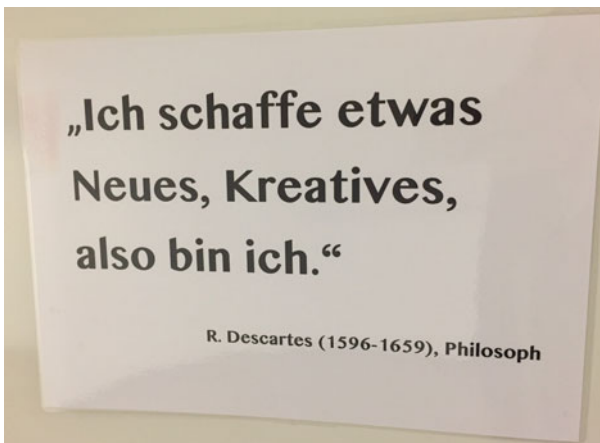 „Ich schaffe etwas
Neues, Kreatives,
also bin ich.“
R. Descartes (1596-1659), Philosoph